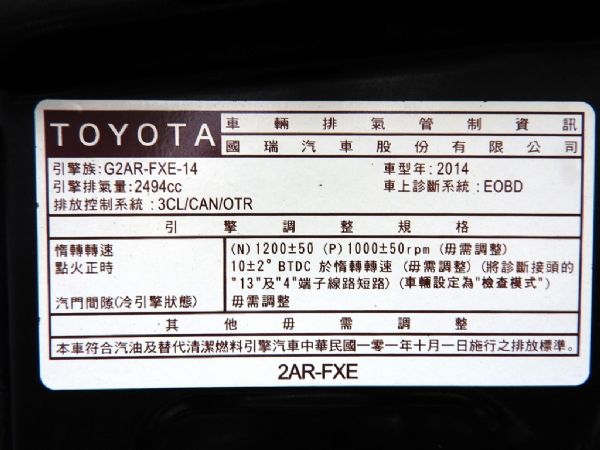 TOYOTA
車輛排氣管制資訊
國瑞汽車股份有限公司
引擎族:G2AR-FXE-14 車型年:2014
引擎排氣量:2494cc 車上診斷系統:EOBD
排放控制系統:3CL/CAN/OTR
引擎調整規格
惰轉轉速 (N)1200±50 (P)1000±50rpm (毋需調整)
點火正時 10±2° BTDC 於惰轉轉速 (毋需調整) (將診斷接頭的
"13"及"4"端子線路短路) (車輛設定為"檢查模式")
汽門間隙(冷引擎狀態) 毋需調整
其他毋需調整
本車符合汽油及替代清潔燃料引擎汽車中華民國一○一年十月一日施行之排放標準。
2AR-FXE